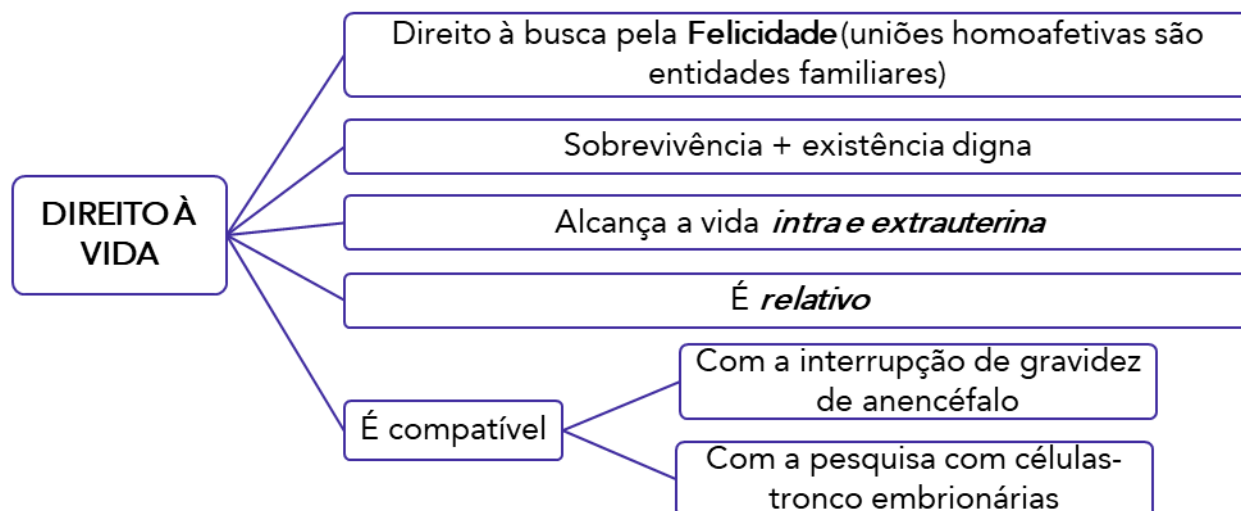 Direito à busca pela Felicidade (uniões homoafetivas são
entidades familiares)
Sobrevivência + existência digna
DIREITO À
VIDA
Alcança a vida intra e extrauterina
É relativo
É compatível
Com a interrupção de gravidez
de anencéfalo
Com a pesquisa com células-
tronco embrionárias